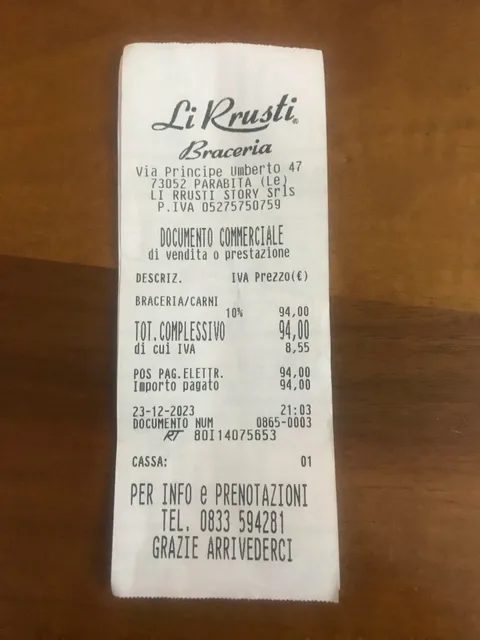 Li Rrusti
Braceria
Via Principe Umberto 47
73052 PARABITA (Le)
LI RRUSTI STORY Srls
P.IVA 05275750759
DOCUMENTO COMMERCIALE
di vendita o prestazione
DESCRIZ. IVA Prezzo(€)
BRACERIA/CARNI
10% 94,00
TOT.COMPLESSIVO 94,00
di cui IVA 8,55
POS PAG.ELETTR. 94,00
Importo pagato 94,00
23-12-2023 21:03
DOCUMENTO NUM 0865-0003
RT 80I14075653
CASSA: 01
PER INFO e PRENOTAZIONI
TEL. 0833 594281
GRAZIE ARRIVEDERCI